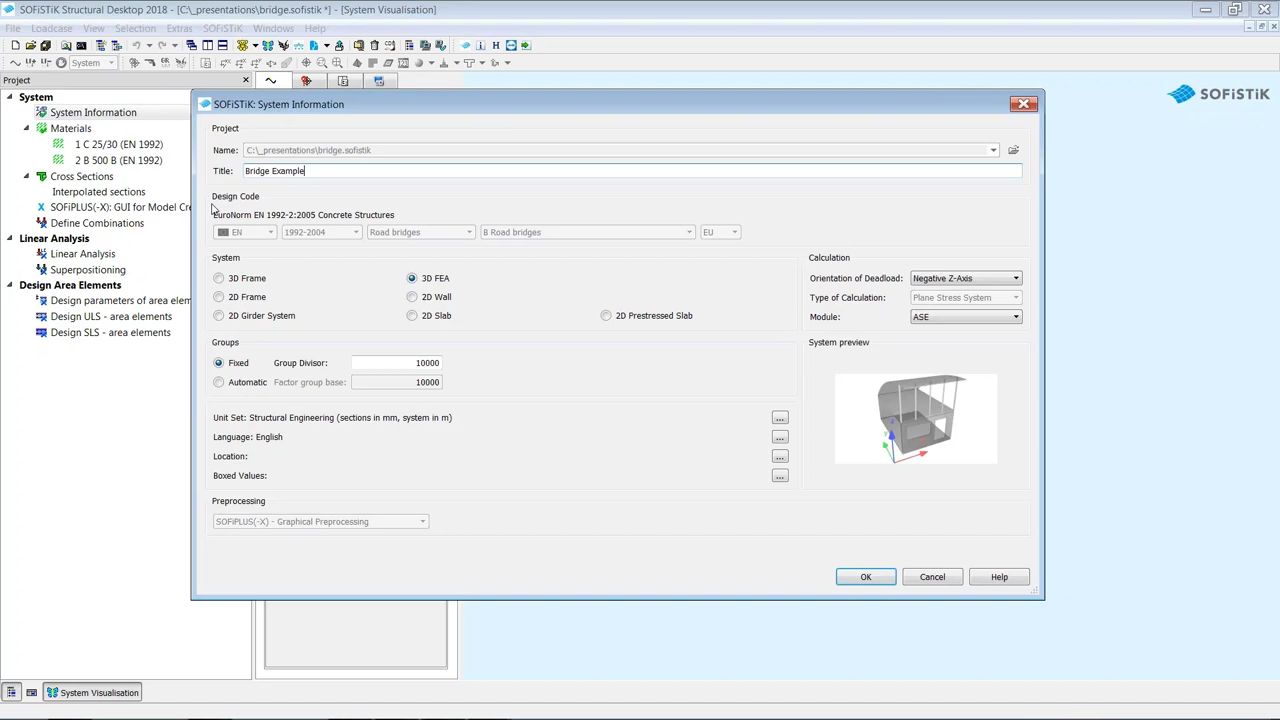 SOFiSTiK Structural Desktop 2018 - [C:\_presentations\bridge.sofistik *] - [System Visualisation]
File Loadcase View Selection Extras SOFiSTiK Windows Help
System
Project
System
System Information
Materials
1 C 25/30 (EN 1992)
2 B 500 B (EN 1992)
Cross Sections
Interpolated sections
SOFiPLUS(-X): GUI for Model Cre
Define Combinations
Linear Analysis
Linear Analysis
Superpositioning
Design Area Elements
Design parameters of area elem
Design ULS - area elements
Design SLS - area elements
SOFiSTiK
SOFiSTiK: System Information
Project
Name: C:\_presentations\bridge.sofistik
Title: Bridge Example
Design Code
EuroNorm EN 1992-2:2005 Concrete Structures
EN 1992-2004 Road bridges B Road bridges EU
System
3D Frame 3D FEA
2D Frame 2D Wall
2D Girder System 2D Slab 2D Prestressed Slab
Calculation
Orientation of Deadload: Negative Z-Axis
Type of Calculation: Plane Stress System
Module: ASE
Groups
Fixed Group Divisor: 10000
Automatic Factor group base: 10000
System preview
Unit Set: Structural Engineering (sections in mm, system in m) ...
Language: English ...
Location: ...
Boxed Values: ...
Preprocessing
SOFiPLUS(-X) - Graphical Preprocessing
OK Cancel Help
System Visualisation